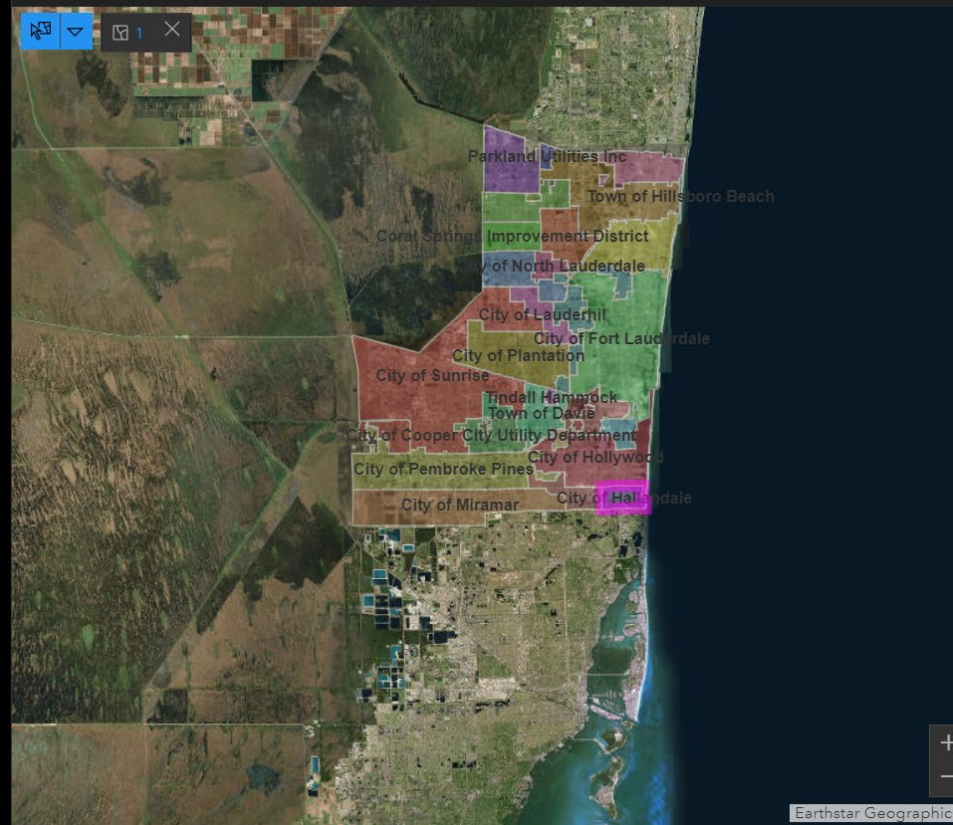 1
Parkland Utilities Inc
Town of Hillsboro Beach
Coral Springs Improvement District
City of North Lauderdale
City of Lauderhil
City of Fort Lauderdale
City of Plantation
City of Sunrise
Tindall Hammock
Town of Davie
City of Cooper City Utility Department
City of Hollywood
City of Pembroke Pines
City of Hallandale
City of Miramar
+
−
Earthstar Geographic